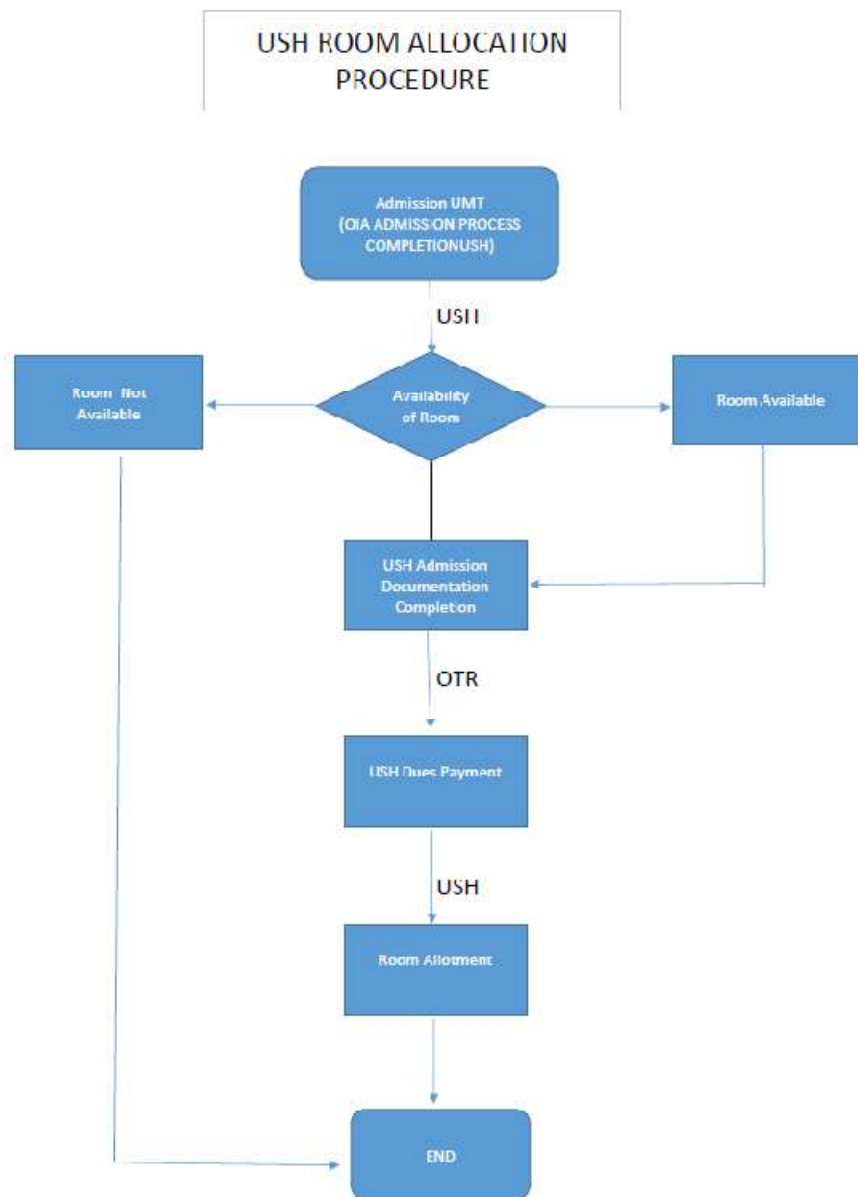 USH ROOM ALLOCATION
PROCEDURE
Admission UMT
(OIA ADMISSION PROCESS
COMPLETIONUSH)
USH
Room Not
Available
Availability
of Room
Room Available
USH Admission
Documentation
Completion
OTR
USH Dues Payment
USH
Room Allotment
END